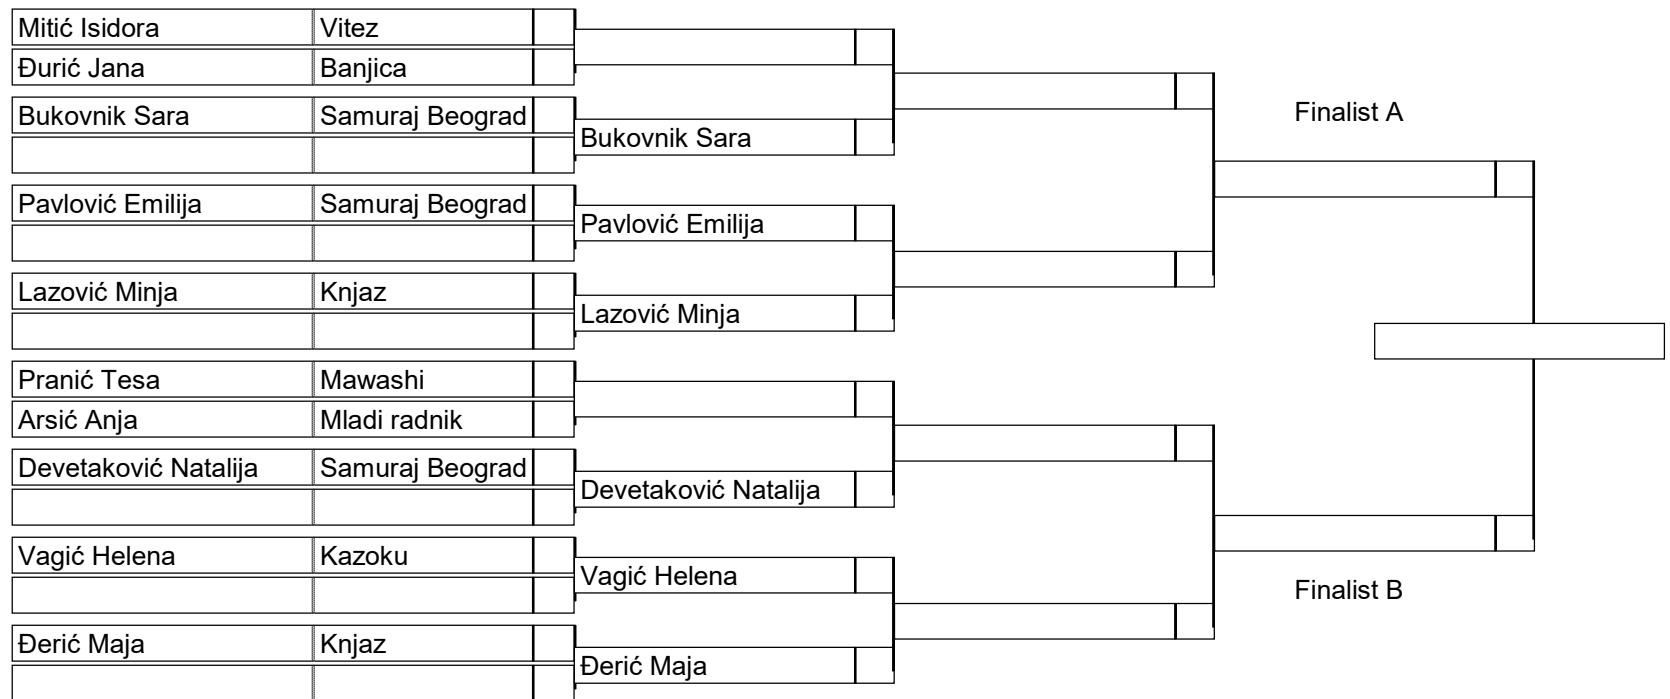 Mitić Isidora Vitez
Đurić Jana Banjica
Bukovnik Sara Samuraj Beograd
Bukovnik Sara
Pavlović Emilija Samuraj Beograd
Pavlović Emilija
Lazović Minja Knjaz
Lazović Minja
Pranić Tesa Mawashi
Arsić Anja Mladi radnik
Devetaković Natalija Samuraj Beograd
Devetaković Natalija
Vagić Helena Kazoku
Vagić Helena
Đerić Maja Knjaz
Đerić Maja
Finalist A
Finalist B